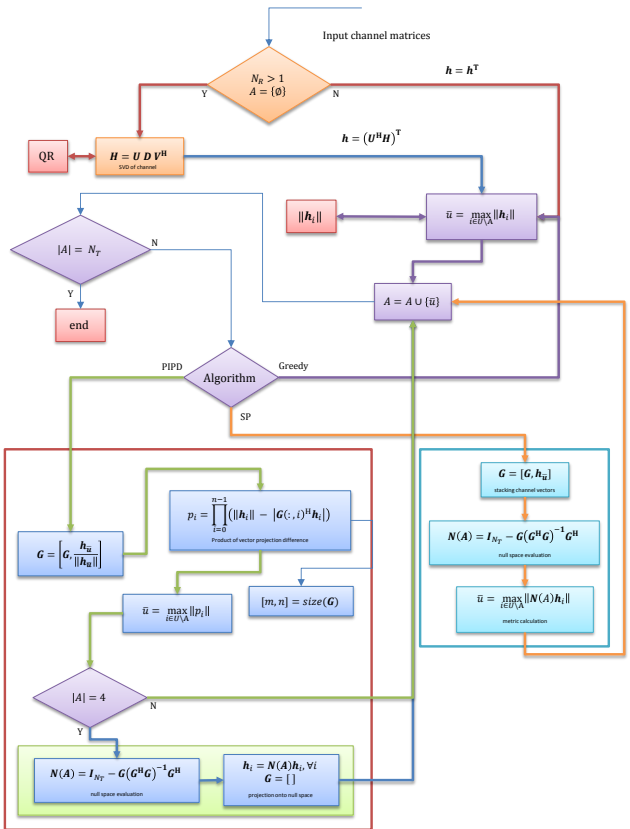 Input channel matrices
N_R > 1
A = {∅}
Y
N
h = h^T
QR
H = U D V^H
SVD of channel
h = (U^H H)^T
‖h_i‖
ū = max_{i∈U\A} ‖h_i‖
|A| = N_T
N
Y
A = A ∪ {ū}
end
PIPD
Algorithm
Greedy
SP
G = [G, h_ū]
stacking channel vectors
p_i = ∏_{i=0}^{n−1} (‖h_i‖ − |G(:, i)^H h_i|)
Product of vector projection difference
G = [G, h_ū/‖h_ū‖]
N(A) = I_{N_T} − G(G^H G)^{−1} G^H
null space evaluation
[m, n] = size(G)
ū = max_{i∈U\A} ‖p_i‖
ū = max_{i∈U\A} ‖N(A)h_i‖
metric calculation
|A| = 4
N
Y
N(A) = I_{N_T} − G(G^H G)^{−1} G^H
null space evaluation
h_i = N(A)h_i, ∀i
G = [ ]
projection onto null space